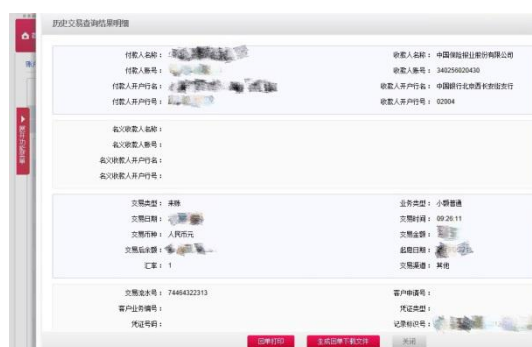 历史交易查询结果明细
付款人名称： 收款人名称： 中国保险报业股份有限公司
付款人账号： 收款人账号： 340256020430
付款人开户行名： 收款人开户行名： 中国银行北京西长安街支行
付款人开户行号： 收款人开户行号： 02004
名义收款人名称：
名义收款人账号：
名义收款人开户行名：
名义收款人开户行号：
交易类型： 来账 业务类型： 小额普通
交易日期： 交易时间： 09:26:11
交易币种： 人民币元 交易金额：
交易后余额： 起息日期：
汇率： 1 交易渠道： 其他
交易流水号： 74464322313 客户申请号：
客户业务编号： 凭证类型：
凭证号码： 记录标识号：
回单打印 生成回单下载文件 关闭